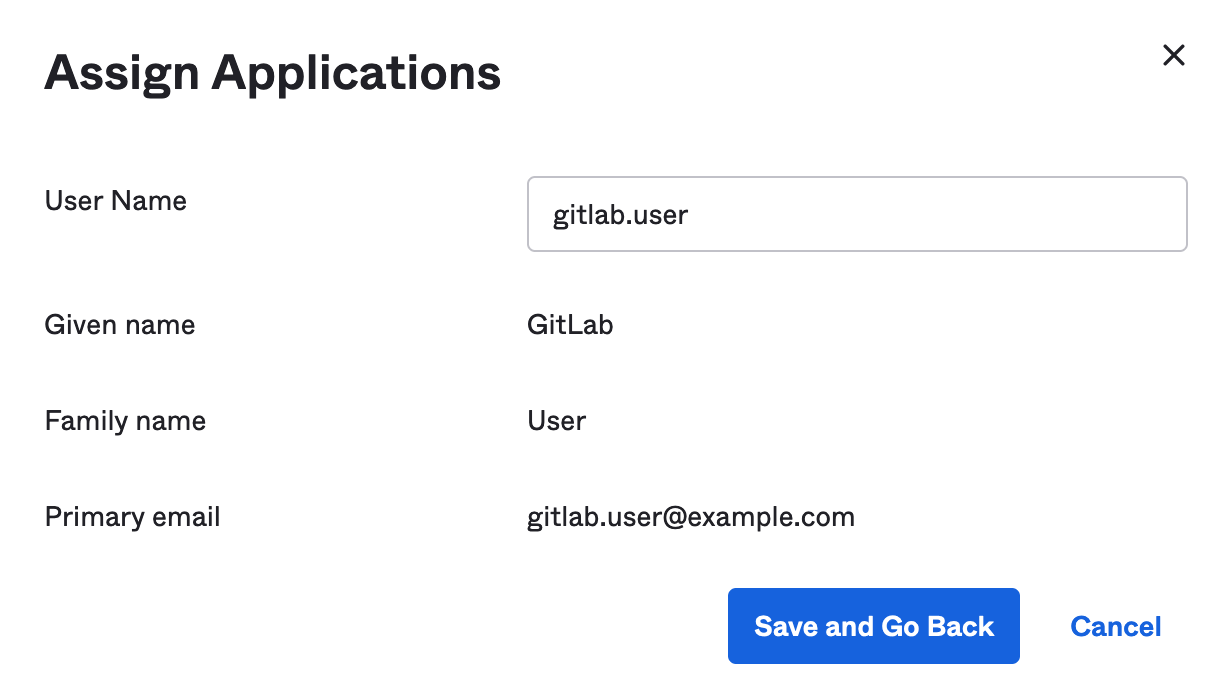 Assign Applications
User Name
gitlab.user
Given name
GitLab
Family name
User
Primary email
gitlab.user@example.com
Save and Go Back
Cancel